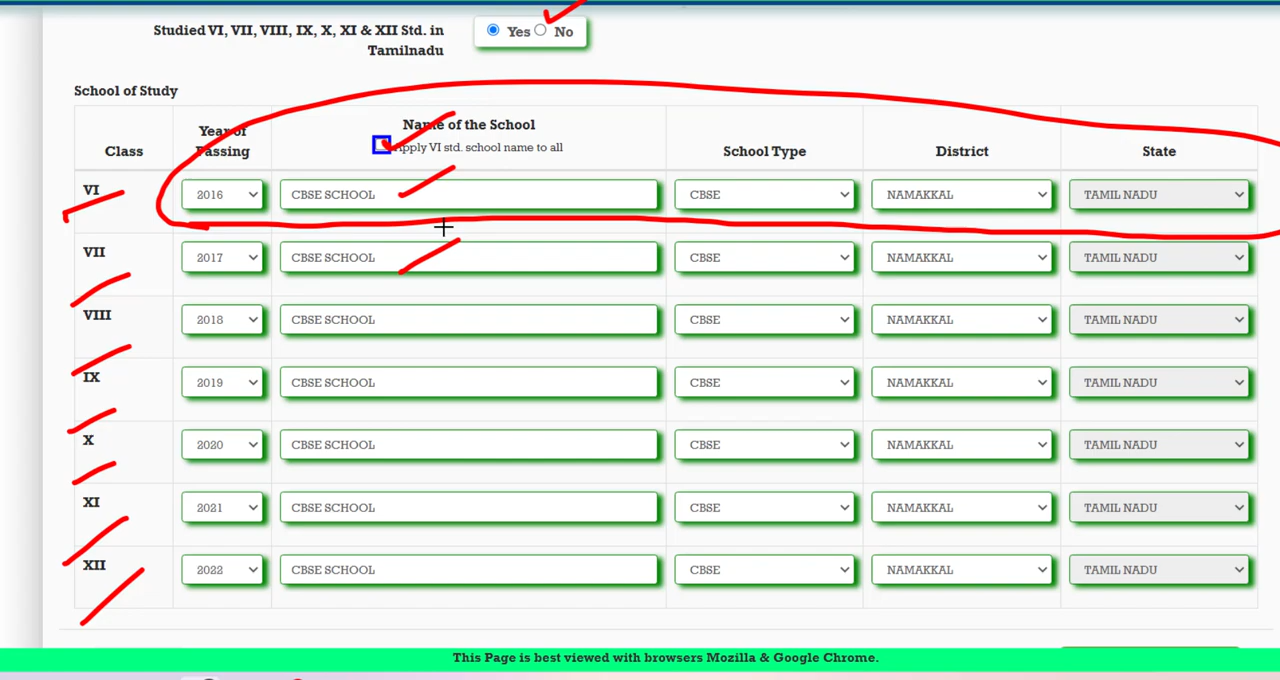 Studied VI, VII, VIII, IX, X, XI & XII Std. in
Tamilnadu
Yes No
School of Study
Class
Year of
Passing
Name of the School
apply VI std. school name to all
School Type
District
State
VI 2016 CBSE SCHOOL CBSE NAMAKKAL TAMIL NADU
VII 2017 CBSE SCHOOL CBSE NAMAKKAL TAMIL NADU
VIII 2018 CBSE SCHOOL CBSE NAMAKKAL TAMIL NADU
IX 2019 CBSE SCHOOL CBSE NAMAKKAL TAMIL NADU
X 2020 CBSE SCHOOL CBSE NAMAKKAL TAMIL NADU
XI 2021 CBSE SCHOOL CBSE NAMAKKAL TAMIL NADU
XII 2022 CBSE SCHOOL CBSE NAMAKKAL TAMIL NADU
This Page is best viewed with browsers Mozilla & Google Chrome.